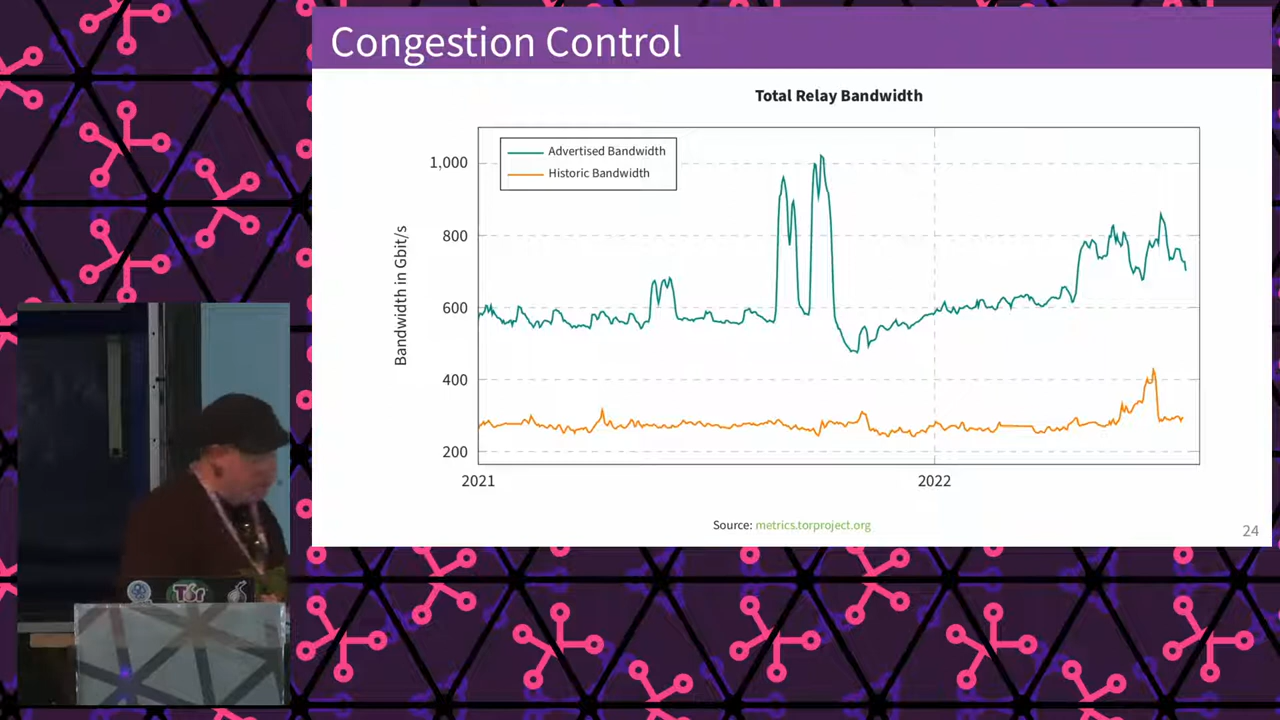 Congestion Control
Total Relay Bandwidth
Advertised Bandwidth
Historic Bandwidth
Bandwidth in Gbit/s
1,000
800
600
400
200
2021
2022
Source: metrics.torproject.org
24
Tor